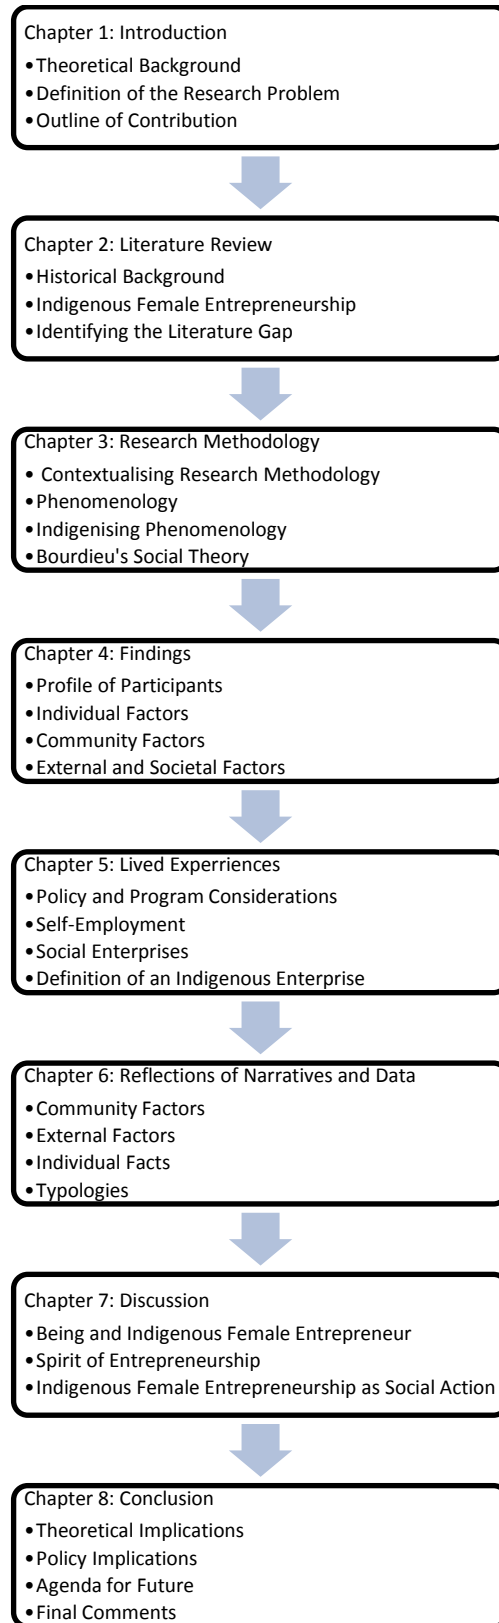 Chapter 1: Introduction
•Theoretical Background
•Definition of the Research Problem
•Outline of Contribution
Chapter 2: Literature Review
•Historical Background
•Indigenous Female Entrepreneurship
•Identifying the Literature Gap
Chapter 3: Research Methodology
• Contextualising Research Methodology
•Phenomenology
•Indigenising Phenomenology
•Bourdieu's Social Theory
Chapter 4: Findings
•Profile of Participants
•Individual Factors
•Community Factors
•External and Societal Factors
Chapter 5: Lived Experriences
•Policy and Program Considerations
•Self-Employment
•Social Enterprises
•Definition of an Indigenous Enterprise
Chapter 6: Reflections of Narratives and Data
•Community Factors
•External Factors
•Individual Facts
•Typologies
Chapter 7: Discussion
•Being and Indigenous Female Entrepreneur
•Spirit of Entrepreneurship
•Indigenous Female Entrepreneurship as Social Action
Chapter 8: Conclusion
•Theoretical Implications
•Policy Implications
•Agenda for Future
•Final Comments